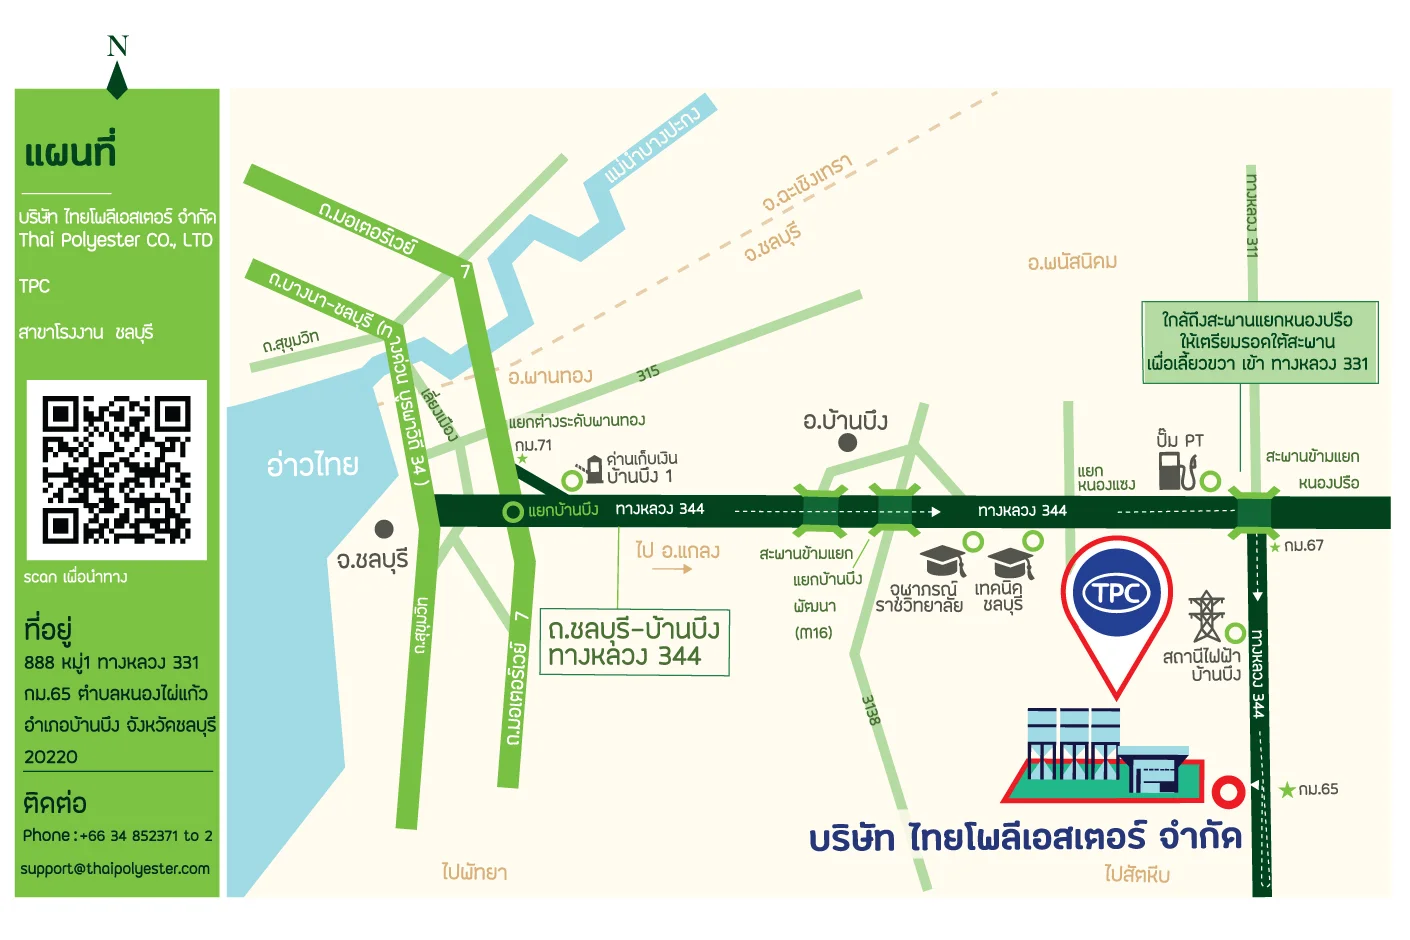 N
แผนที่
บริษัท ไทยโพลีเอสเตอร์ จำกัด
Thai Polyester CO., LTD
TPC
สาขาโรงงาน ชลบุรี
scan เพื่อนำทาง
ที่อยู่
888 หมู่1 ทางหลวง 331
กม.65 ตำบลหนองไผ่แก้ว
อำเภอบ้านบึง จังหวัดชลบุรี
20220
ติดต่อ
Phone : +66 34 852371 to 2
support@thaipolyester.com
แม่น้ำบางปะกง
จ.ฉะเชิงเทรา
จ.ชลบุรี
ถ.มอเตอร์เวย์
7
ถ.บางนา-ชลบุรี (ทางด่วน บูรพาวิถี 34 )
ถ.สุขุมวิท
เลี่ยงเมือง
อ.พานทอง
315
อ.พนัสนิคม
ทางหลวง 311
ใกล้ถึงสะพานแยกหนองปรือ
ให้เตรียมรอดใต้สะพาน
เพื่อเลี้ยวขวา เข้า ทางหลวง 331
แยกต่างระดับพานทอง
กม.71
ด่านเก็บเงิน
บ้านบึง 1
อ.บ้านบึง
ปั๊ม PT
แยก
หนองแซง
สะพานข้ามแยก
หนองปรือ
อ่าวไทย
แยกบ้านบึง
ทางหลวง 344
ทางหลวง 344
จ.ชลบุรี
ไป อ.แกลง
สะพานข้ามแยก
แยกบ้านบึง
พัฒนา
(ฅ16)
จุฬาภรณ์
ราชวิทยาลัย
เทคนิค
ชลบุรี
กม.67
TPC
ถ.สุขุมวิท
ถ.มอเตอร์เวย์ 7
ถ.ชลบุรี-บ้านบึง
ทางหลวง 344
สถานีไฟฟ้า
บ้านบึง
ทางหลวง 344
3138
กม.65
บริษัท ไทยโพลีเอสเตอร์ จำกัด
ไปพัทยา
ไปสัตหีบ